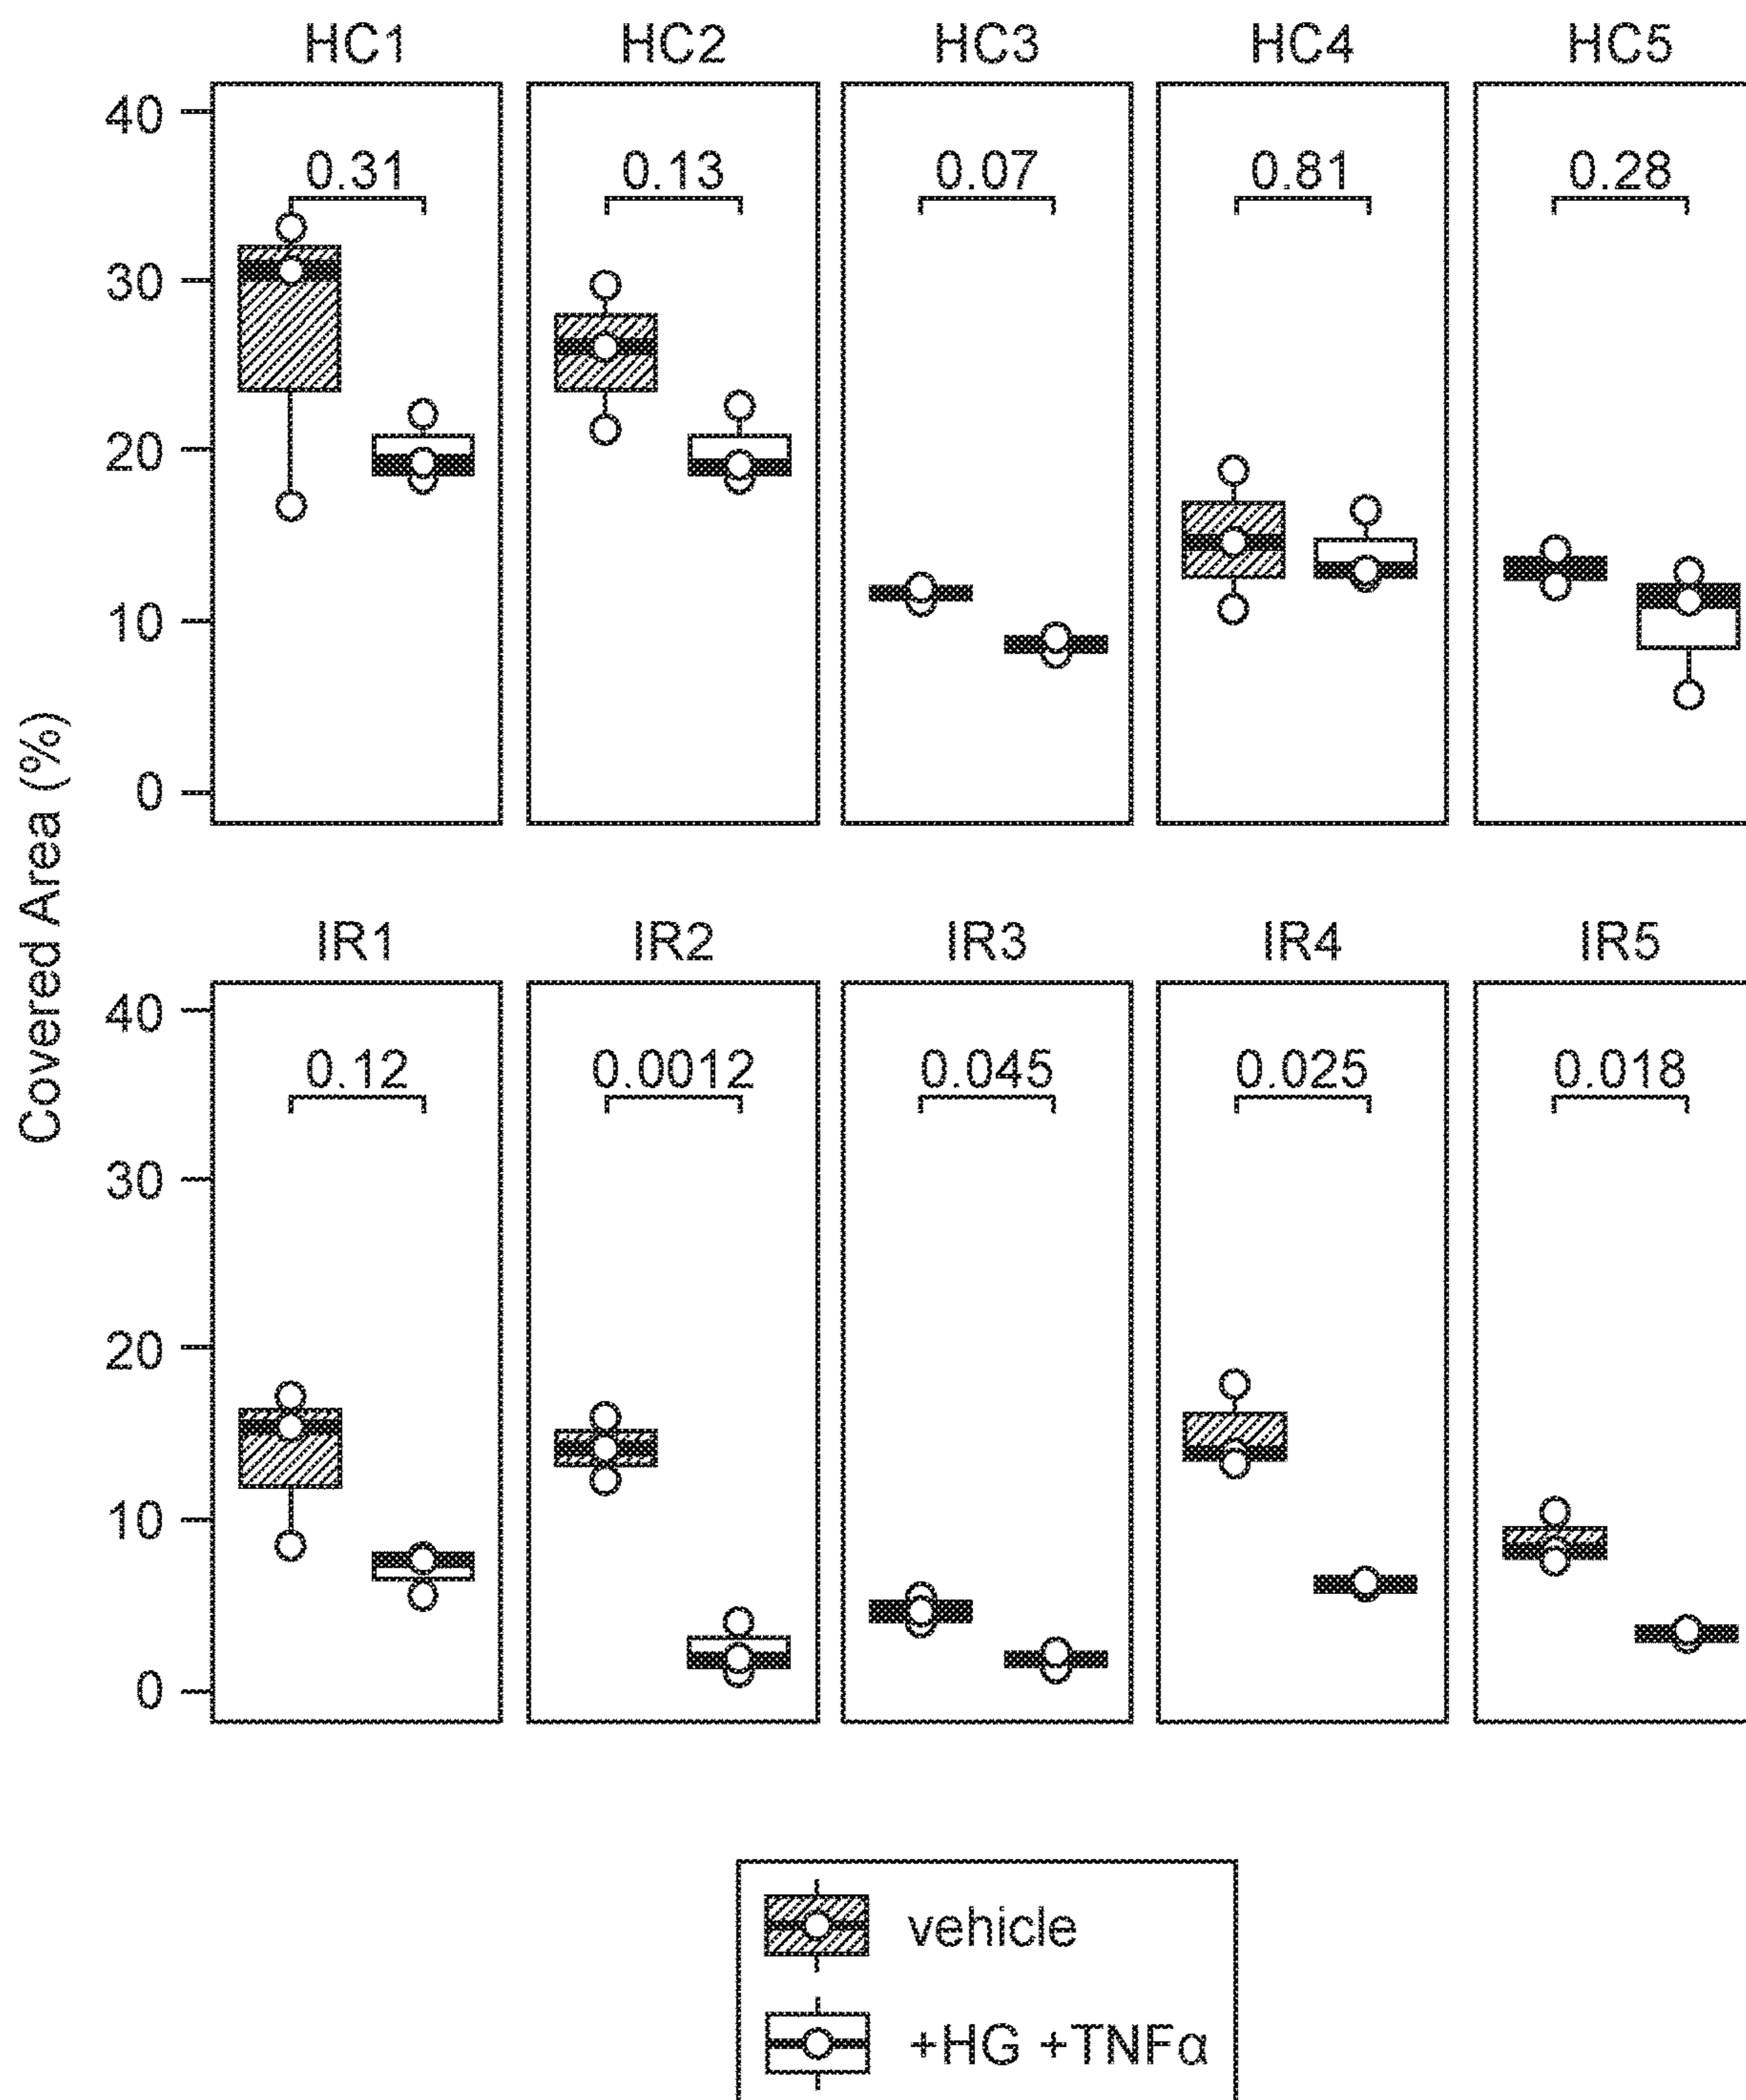 HC1 HC2 HC3 HC4 HC5
40
0.31 0.13 0.07 0.81 0.28
30
20
10
0
Covered Area (%)
IR1 IR2 IR3 IR4 IR5
40
0.12 0.0012 0.045 0.025 0.018
30
20
10
0
vehicle
+HG +TNFα